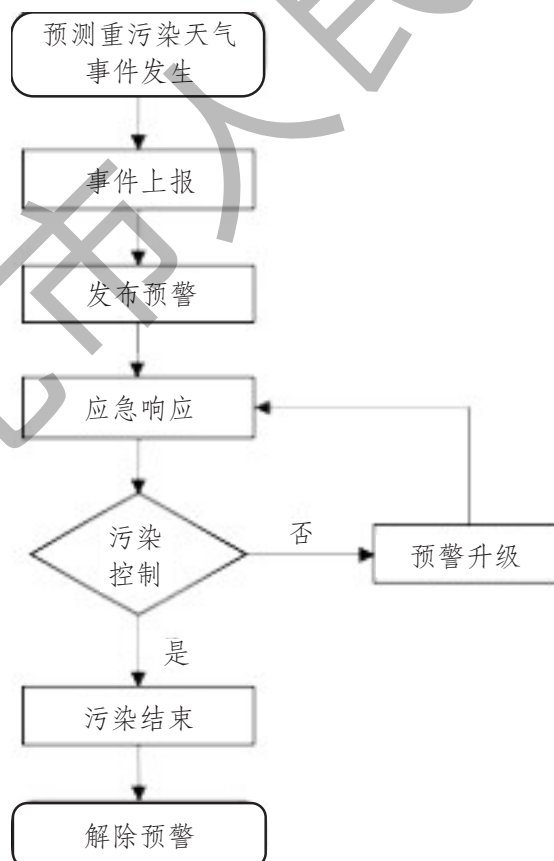 预测重污染天气
事件发生
事件上报
发布预警
应急响应
污染
控制
否
预警升级
是
污染结束
解除预警